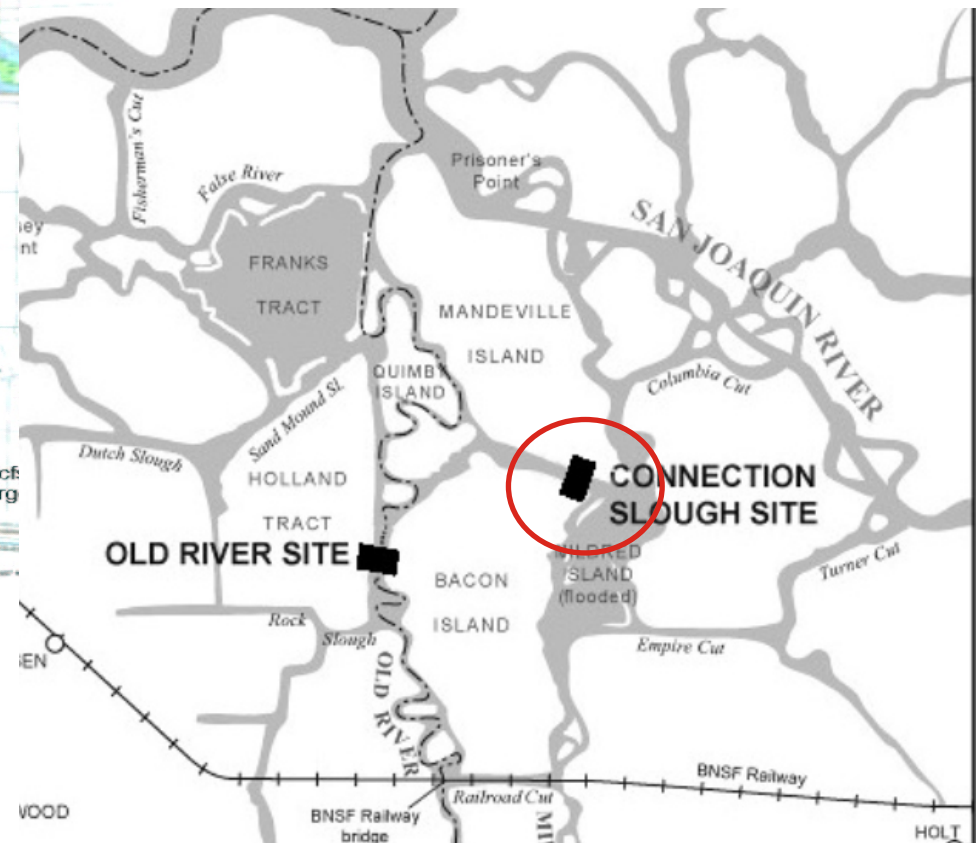 Fisherman's Cut
False River
Prisoner's
Point
SAN JOAQUIN RIVER
FRANKS
TRACT
MANDEVILLE
ISLAND
QUIMBY
ISLAND
Columbia Cut
Sand Mound Sl.
Dutch Slough
HOLLAND
TRACT
CONNECTION
SLOUGH SITE
OLD RIVER SITE
MILDRED
ISLAND
(flooded)
Turner Cut
BACON
ISLAND
Rock
Slough
Empire Cut
OLD RIVER
BNSF Railway
Railroad Cut
BNSF Railway
bridge
HOLT